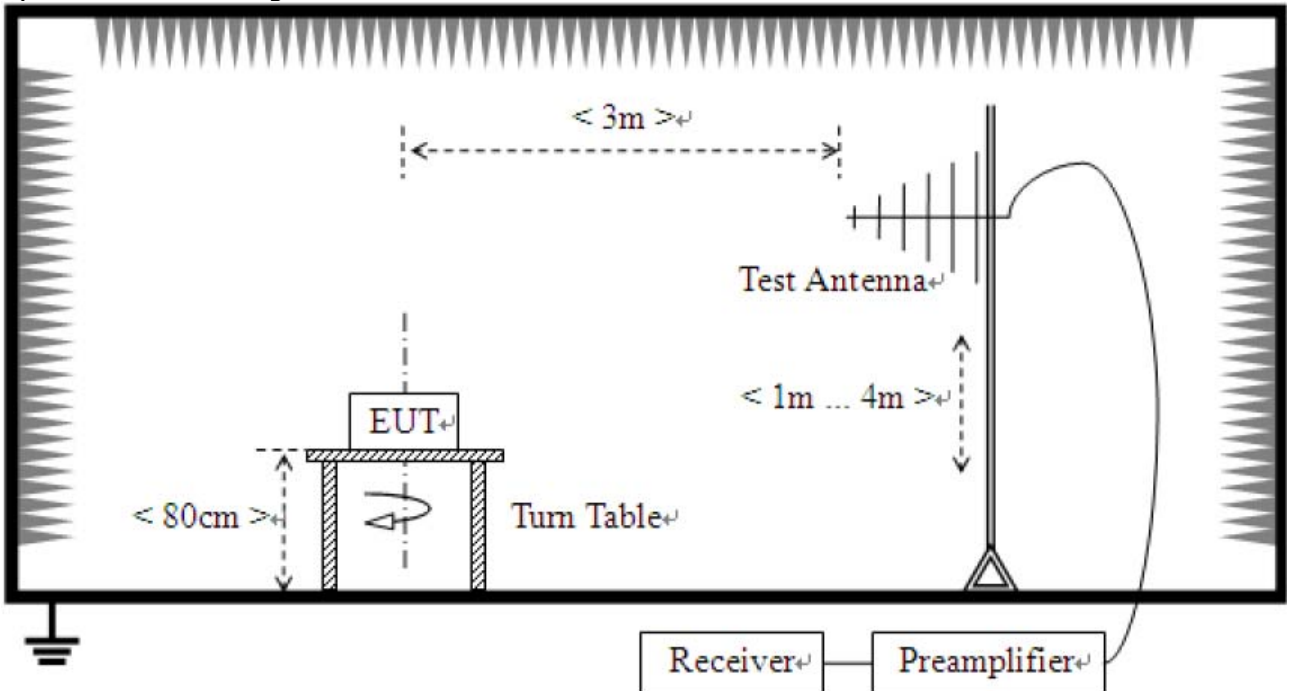 < 3m >↵
Test Antenna↵
< 1m ... 4m >↵
EUT↵
< 80cm >↵
Turn Table↵
Receiver↵
Preamplifier↵